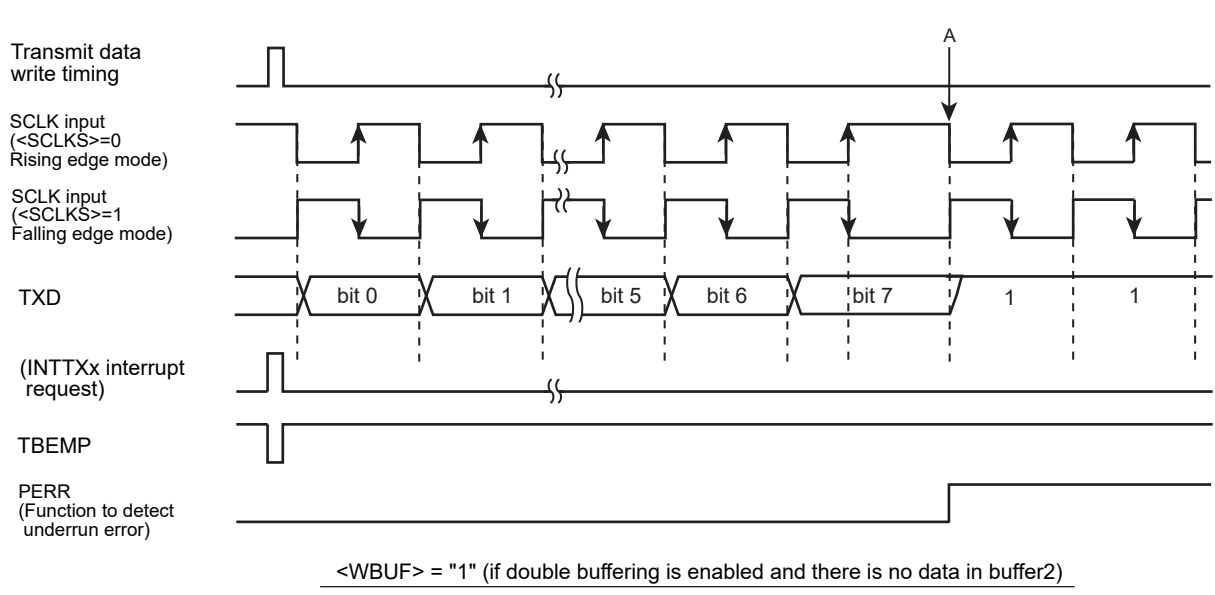 A
Transmit data
write timing
SCLK input
(<SCLKS>=0
Rising edge mode)
SCLK input
(<SCLKS>=1
Falling edge mode)
TXD
bit 0 bit 1 bit 5 bit 6 bit 7 1 1
(INTTXx interrupt
request)
TBEMP
PERR
(Function to detect
underrun error)
<WBUF> = "1" (if double buffering is enabled and there is no data in buffer2)